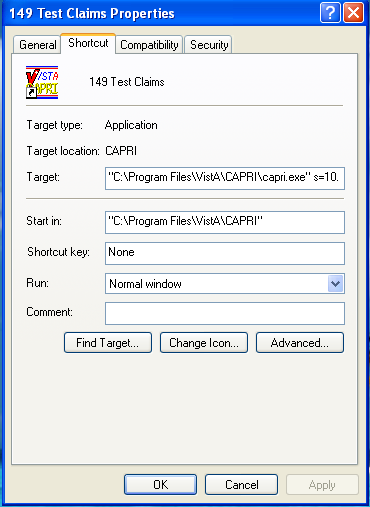 149 Test Claims Properties
General Shortcut Compatibility Security
VISTA
CAPRI
149 Test Claims
Target type: Application
Target location: CAPRI
Target: "C:\Program Files\VistA\CAPRI\capri.exe" s=10.
Start in: "C:\Program Files\VistA\CAPRI"
Shortcut key: None
Run: Normal window
Comment:
Find Target... Change Icon... Advanced...
OK Cancel Apply